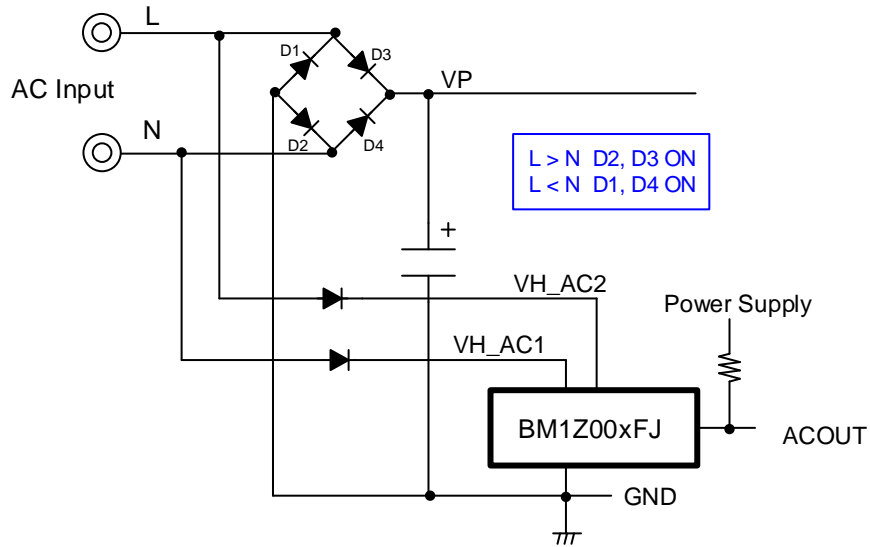 L
D1
D3
AC Input
VP
N
D2
D4
L > N D2, D3 ON
L < N D1, D4 ON
+
VH_AC2
Power Supply
VH_AC1
BM1Z00xFJ
ACOUT
GND